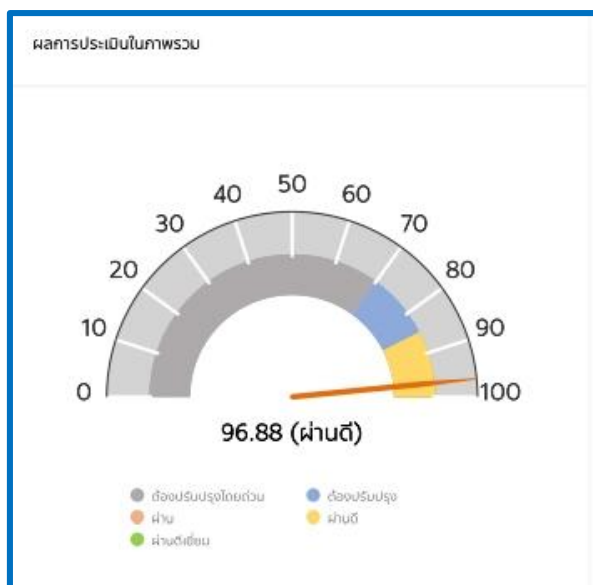 ผลการประเมินในภาพรวม
50
40
60
30
70
20
80
10
90
0
100
96.88 (ผ่านดี)
ต้องปรับปรุงโดยด่วน
ต้องปรับปรุง
ผ่าน
ผ่านดี
ผ่านดีเยี่ยม